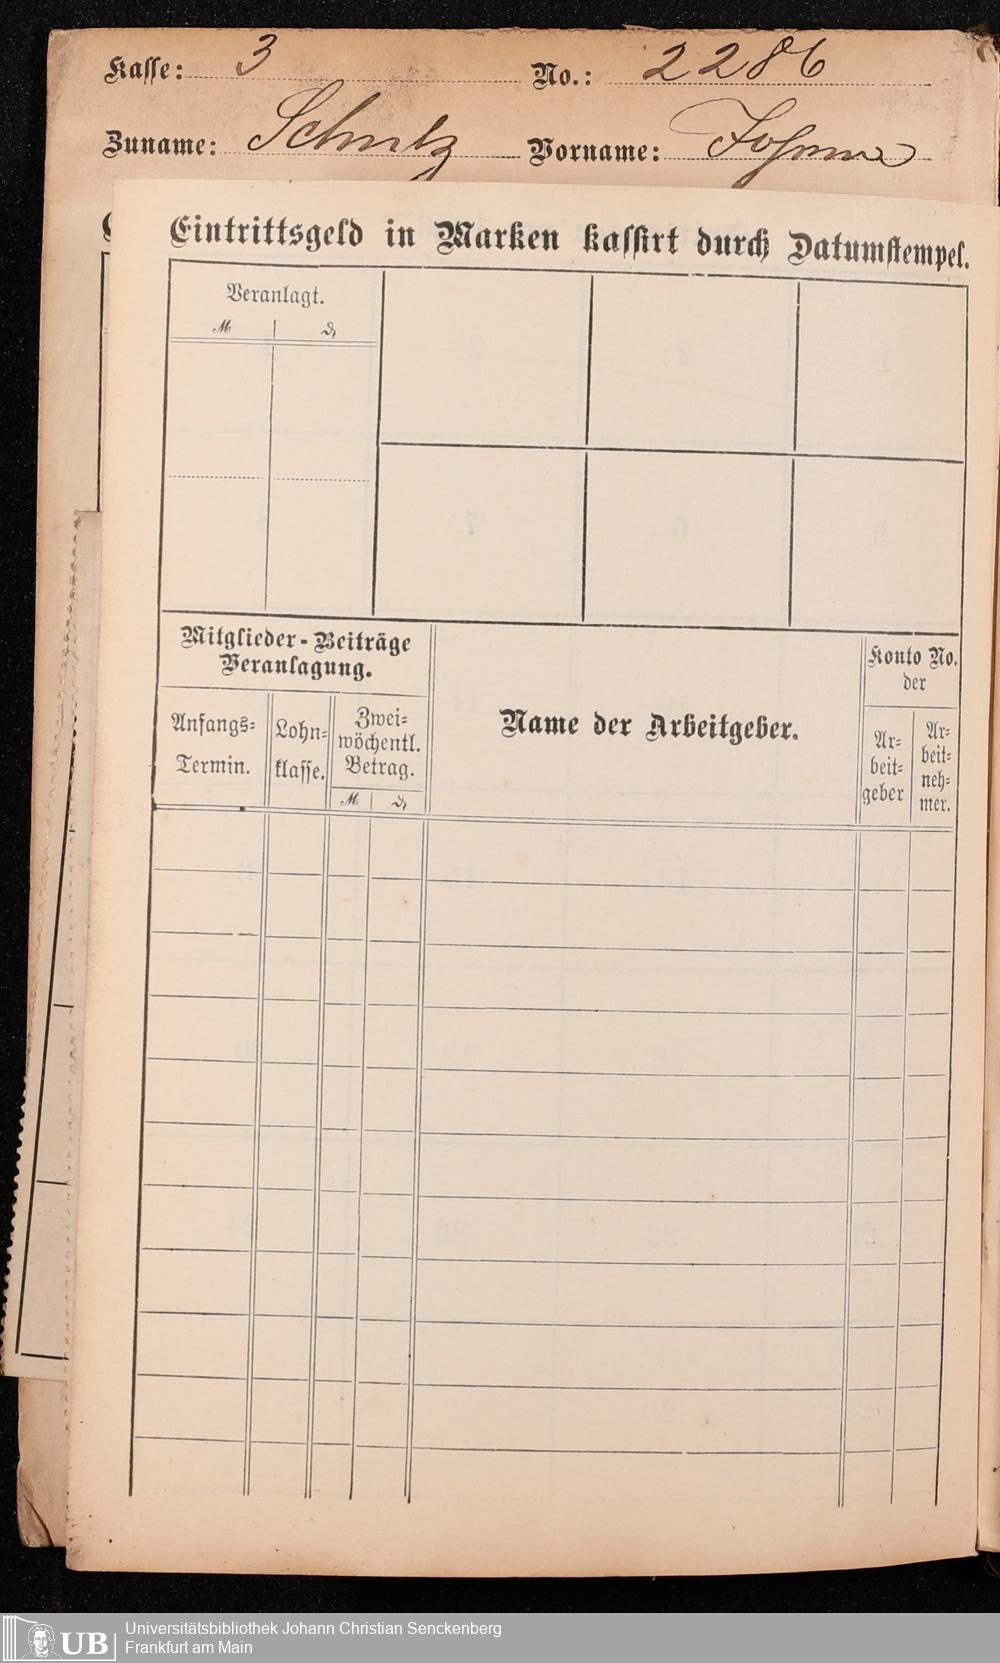 Kasse: 3 No.: 2286
Zuname: Schultz Vorname: Johann
Eintrittsgeld in Marken kassirt durch Datumstempel.
Veranlagt.
M ₰
Mitglieder-Beiträge
Veranlagung.
Anfangs-
Termin.
Lohn-
klasse.
Zwei-
wöchentl.
Betrag.
M ₰
Name der Arbeitgeber.
Konto No.
der
Ar-
beit-
geber
Ar-
beit-
neh-
mer.
UB
Universitätsbibliothek Johann Christian Senckenberg
Frankfurt am Main